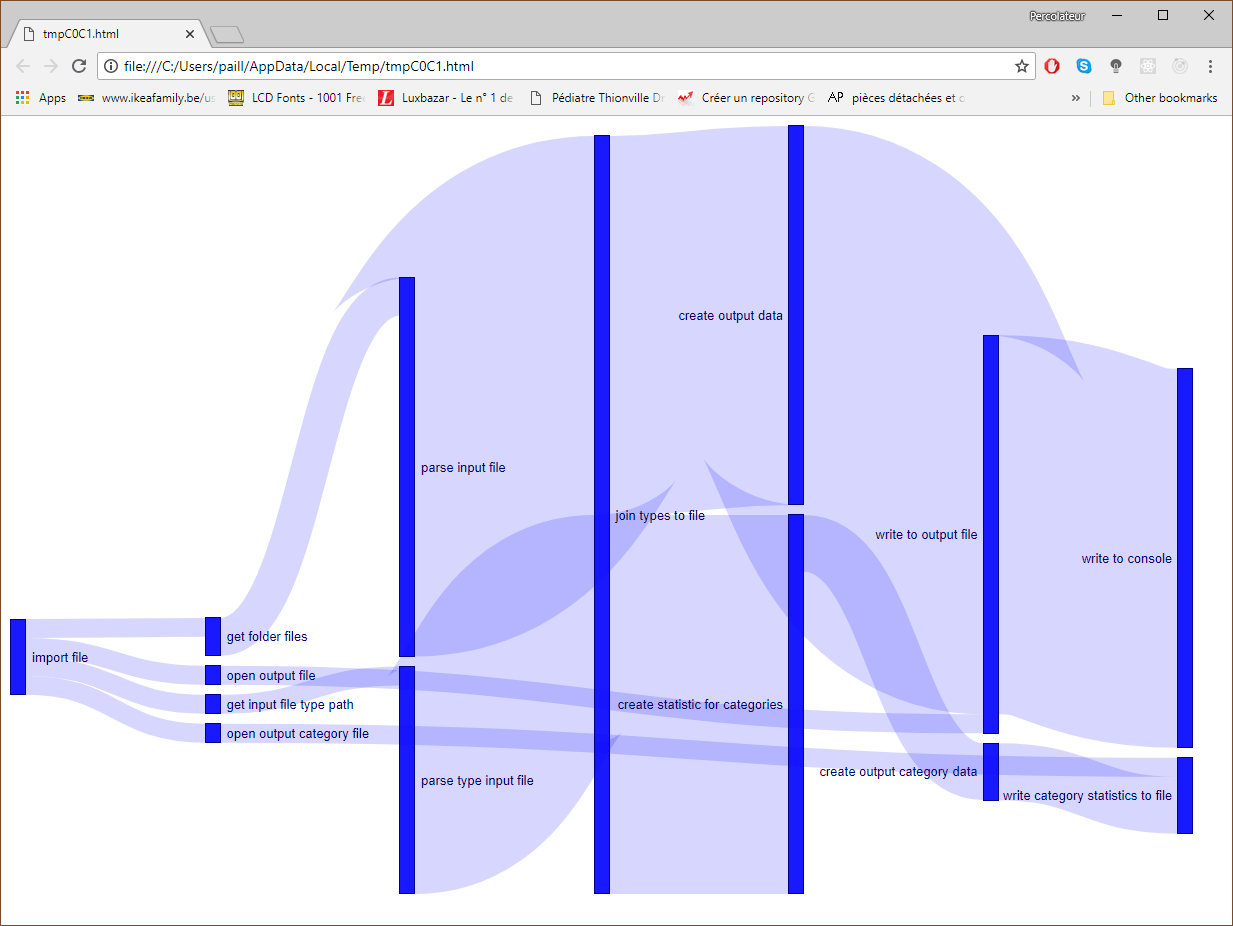 Percolateur
tmpC0C1.html
file:///C:/Users/paill/AppData/Local/Temp/tmpC0C1.html
Apps www.ikeafamily.be/us LCD Fonts - 1001 Fre Luxbazar - Le n° 1 de Pédiatre Thionville Dr Créer un repository G AP pièces détachées et c » Other bookmarks
create output data
parse input file
join types to file
write to output file
write to console
get folder files
import file
open output file
get input file type path
create statistic for categories
open output category file
create output category data
parse type input file
write category statistics to file